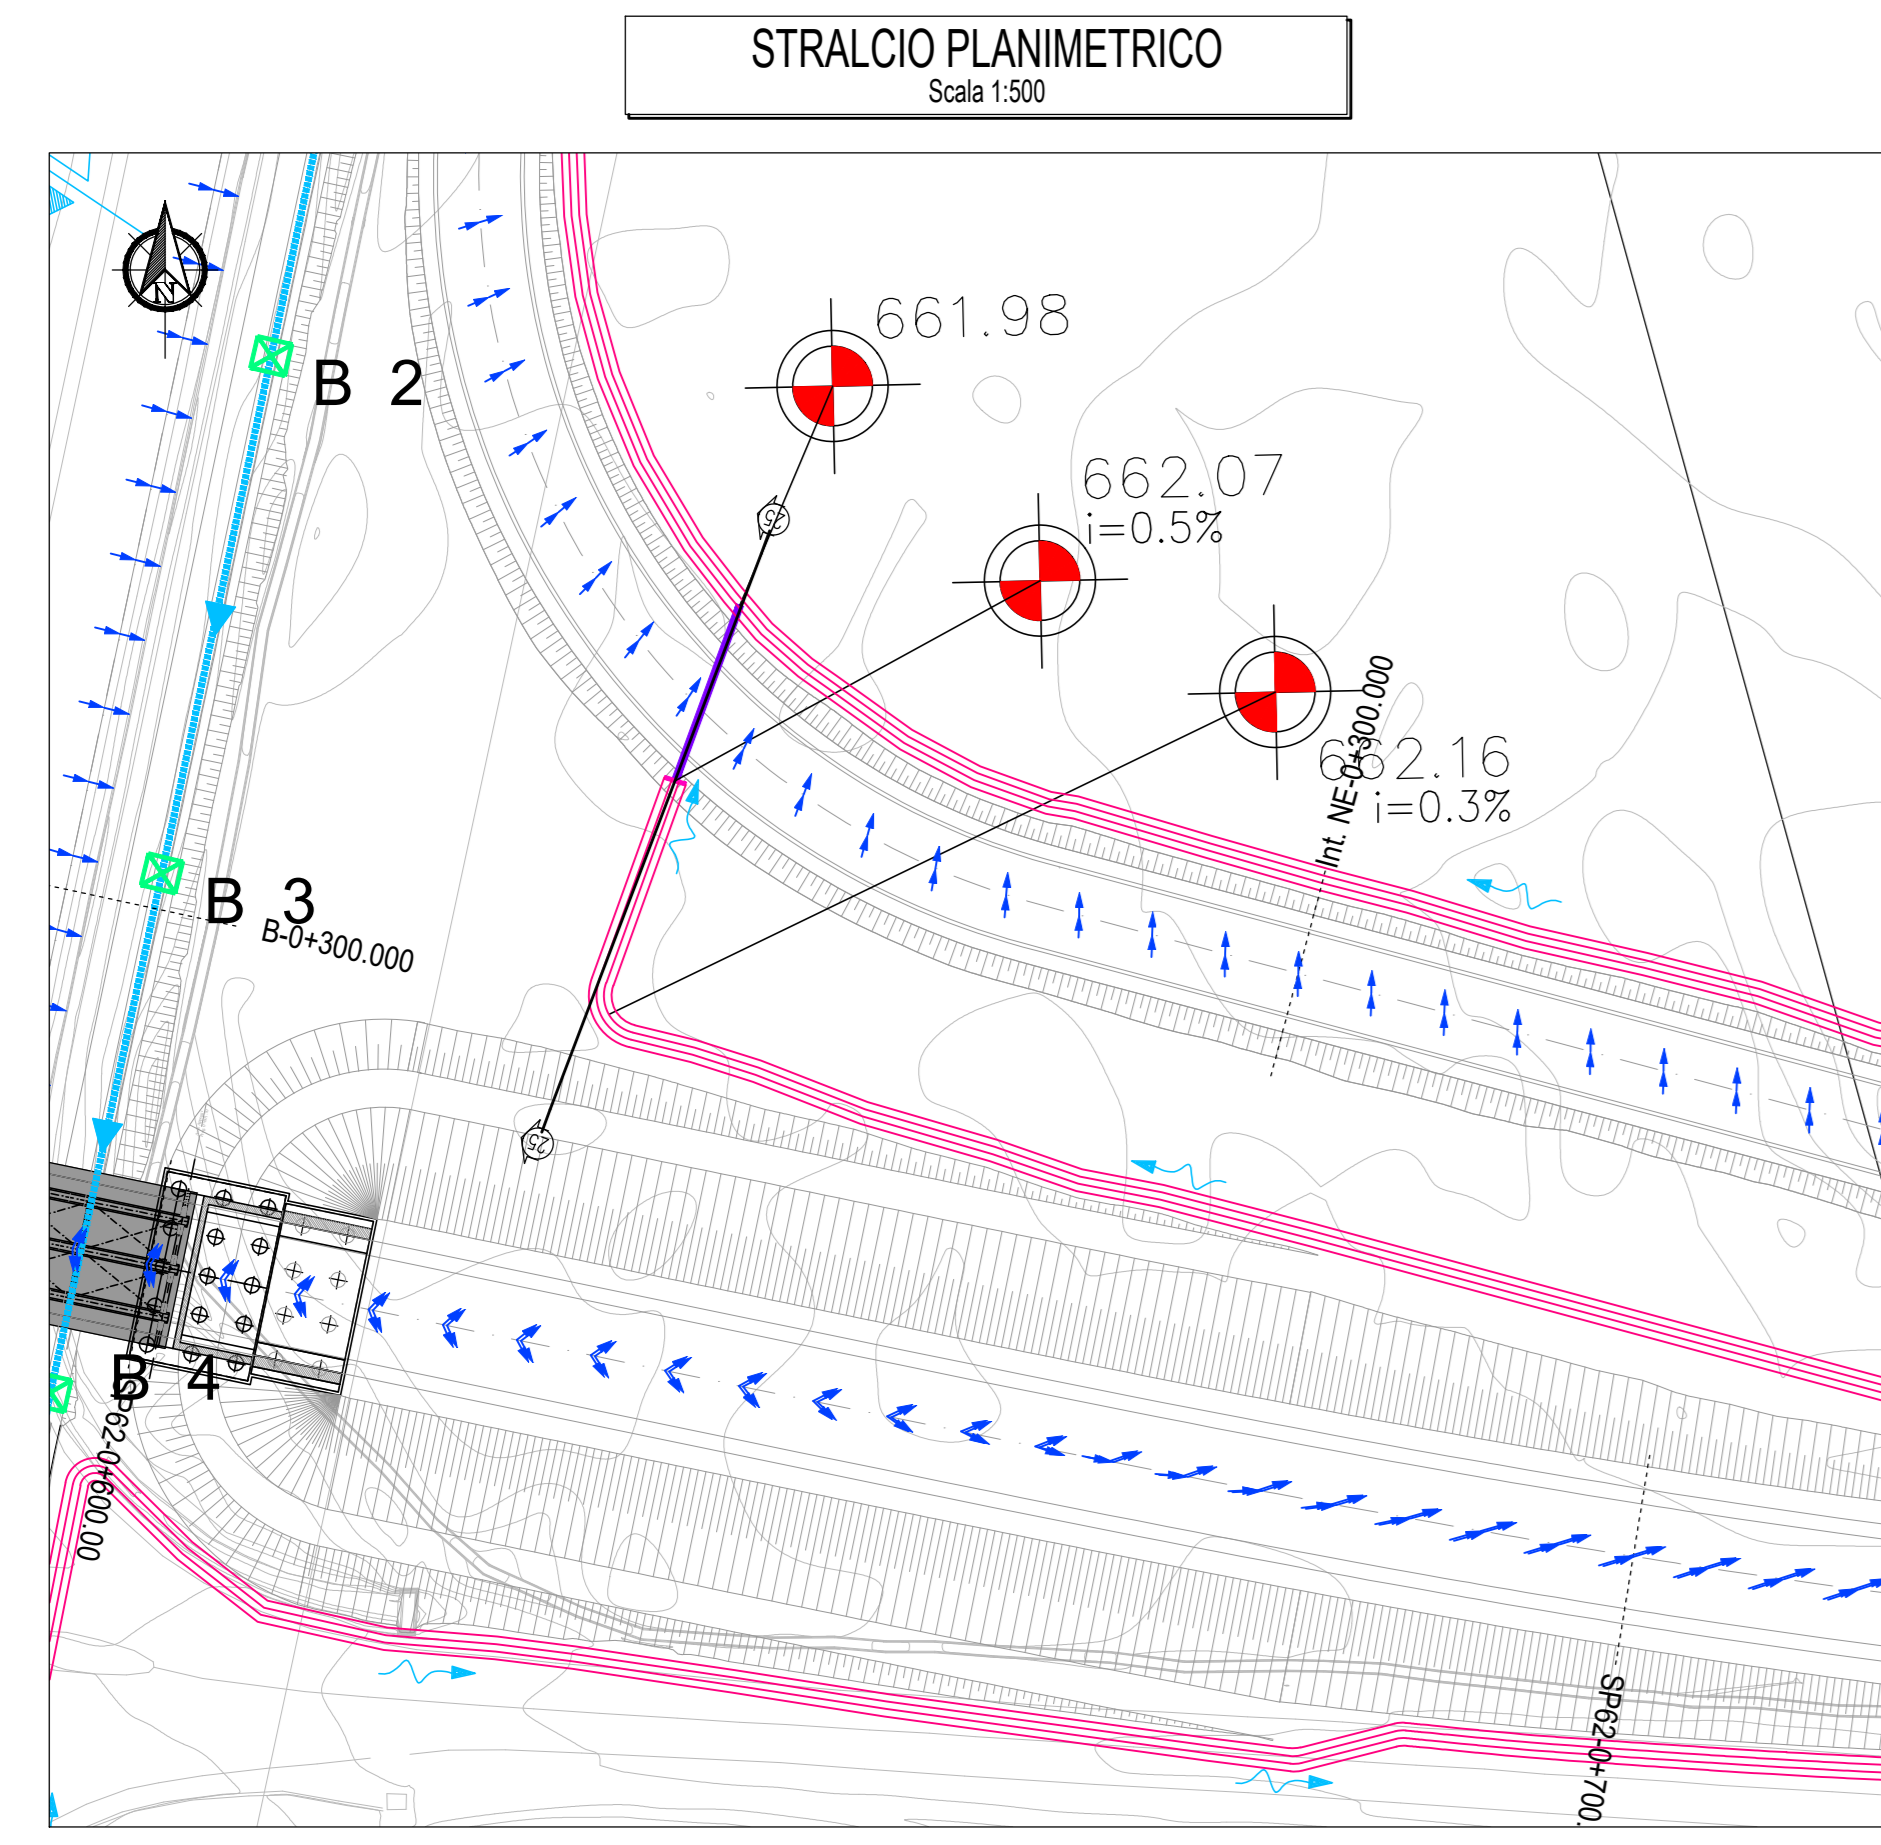 STRALCIO PLANIMETRICO
Scala 1:500
N
661.98
B 2
662.07
i=0.5%
25
Int. NE-0+300.000
662.16
i=0.3%
B 3
B-0+300.000
25
B 4
SP62-0+600.00
SP62-0+700.